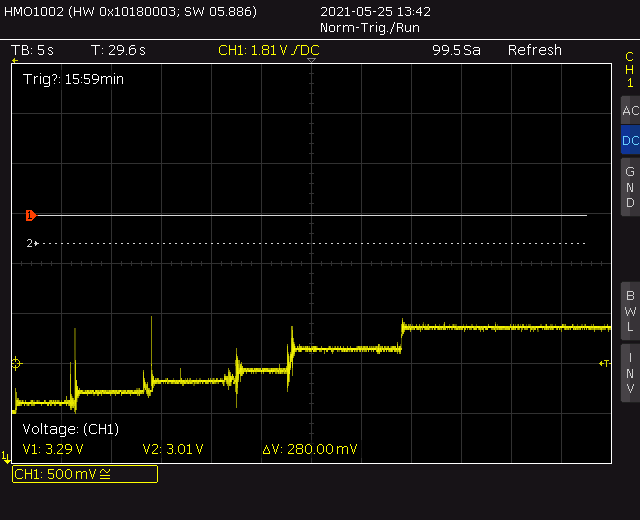 HMO1002 (HW 0x10180003; SW 05.886)
2021-05-25 13:42
Norm-Trig./Run
TB: 5 s
T: 29.6 s
CH1: 1.81 V / DC
99.5 Sa
Refresh
CH1
Trig?: 15:59min
AC
DC
GND
1
2
BWL
T
INV
Voltage: (CH1)
V1: 3.29 V
V2: 3.01 V
ΔV: 280.00 mV
1
CH1: 500 mV ≅